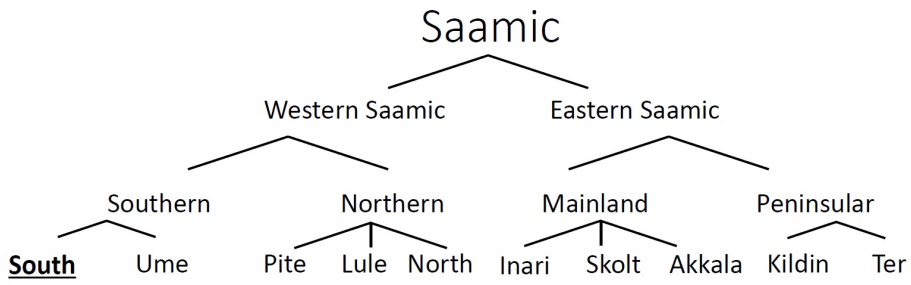 Saamic
Western Saamic Eastern Saamic
Southern Northern Mainland Peninsular
South Ume Pite Lule North Inari Skolt Akkala Kildin Ter